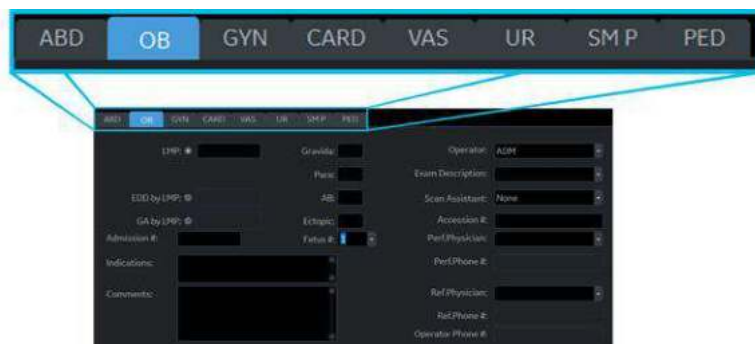 ABD OB GYN CARD VAS UR SM P PED
ABD OB GYN CARD VAS UR SM P PED
LMP: Gravida: Operator: ADM
Para: Exam Description:
EDD by LMP: AB: Scan Assistant: None
GA by LMP: Ectopic: Accession #:
Admission #: Fetus #: 1 Perf.Physician:
Indications: Perf.Phone #:
Comments: Ref.Physician:
Ref.Phone #:
Operator Phone #: